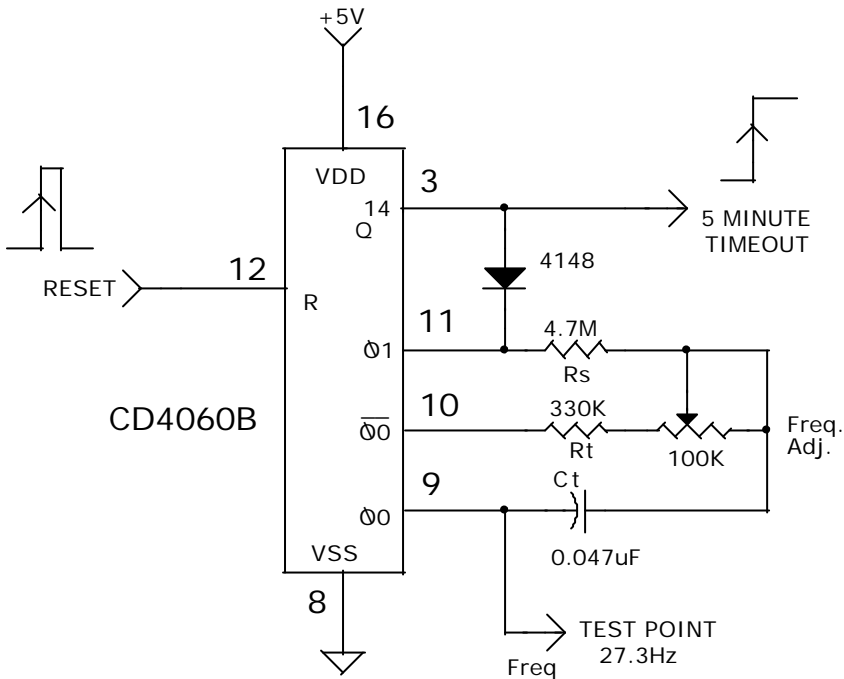 +5V
16
VDD
3
14
Q
5 MINUTE
TIMEOUT
4148
12
RESET
R
11
4.7M
Ø1
Rs
10
330K
CD4060B
Ø0
Rt
100K
Freq.
Adj.
9
Ct
Ø0
VSS
0.047uF
8
TEST POINT
27.3Hz
Freq